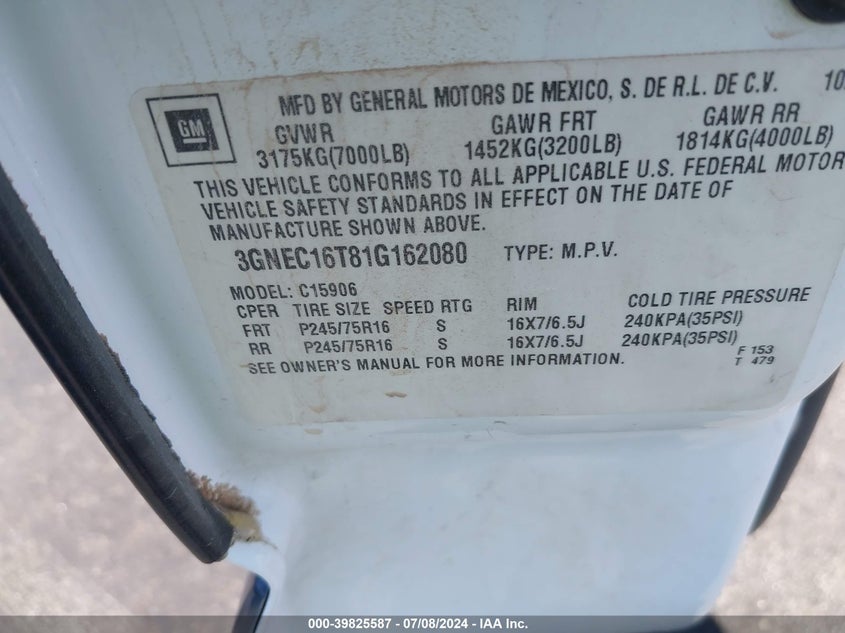 MFD BY GENERAL MOTORS DE MEXICO, S. DE R.L. DE C.V. 10
GM
GVWR GAWR FRT GAWR RR
3175KG(7000LB) 1452KG(3200LB) 1814KG(4000LB)
THIS VEHICLE CONFORMS TO ALL APPLICABLE U.S. FEDERAL MOTOR
VEHICLE SAFETY STANDARDS IN EFFECT ON THE DATE OF
MANUFACTURE SHOWN ABOVE.
3GNEC16T81G162080 TYPE: M.P.V.
MODEL: C15906
CPER TIRE SIZE SPEED RTG RIM COLD TIRE PRESSURE
FRT P245/75R16 S 16X7/6.5J 240KPA(35PSI)
RR P245/75R16 S 16X7/6.5J 240KPA(35PSI)
SEE OWNER'S MANUAL FOR MORE INFORMATION.
F 153
T 479
000-39825587 - 07/08/2024 - IAA Inc.